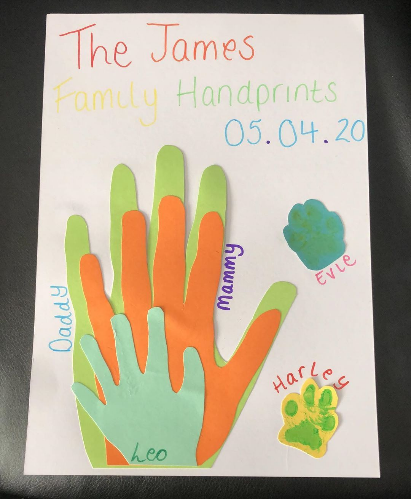 The James
Family Handprints
05.04.20
Daddy
Mammy
Evie
Harley
Leo